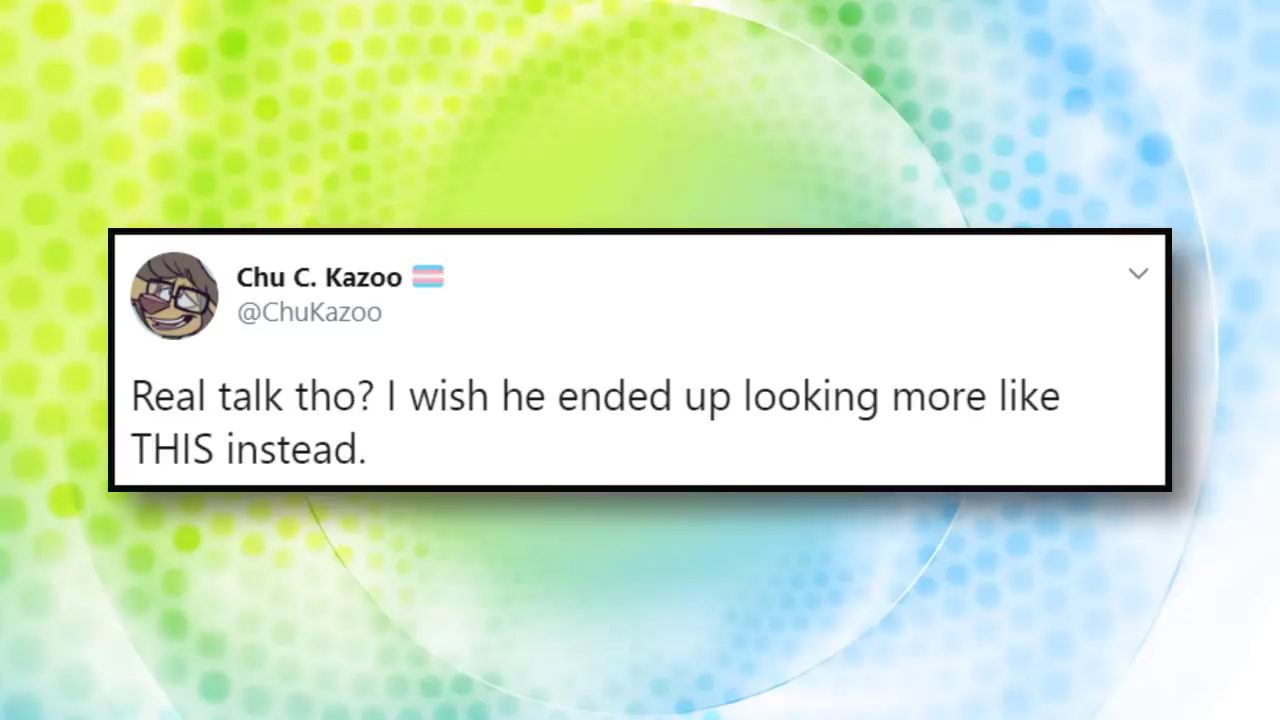 Chu C. Kazoo
@ChuKazoo
Real talk tho? I wish he ended up looking more like
THIS instead.